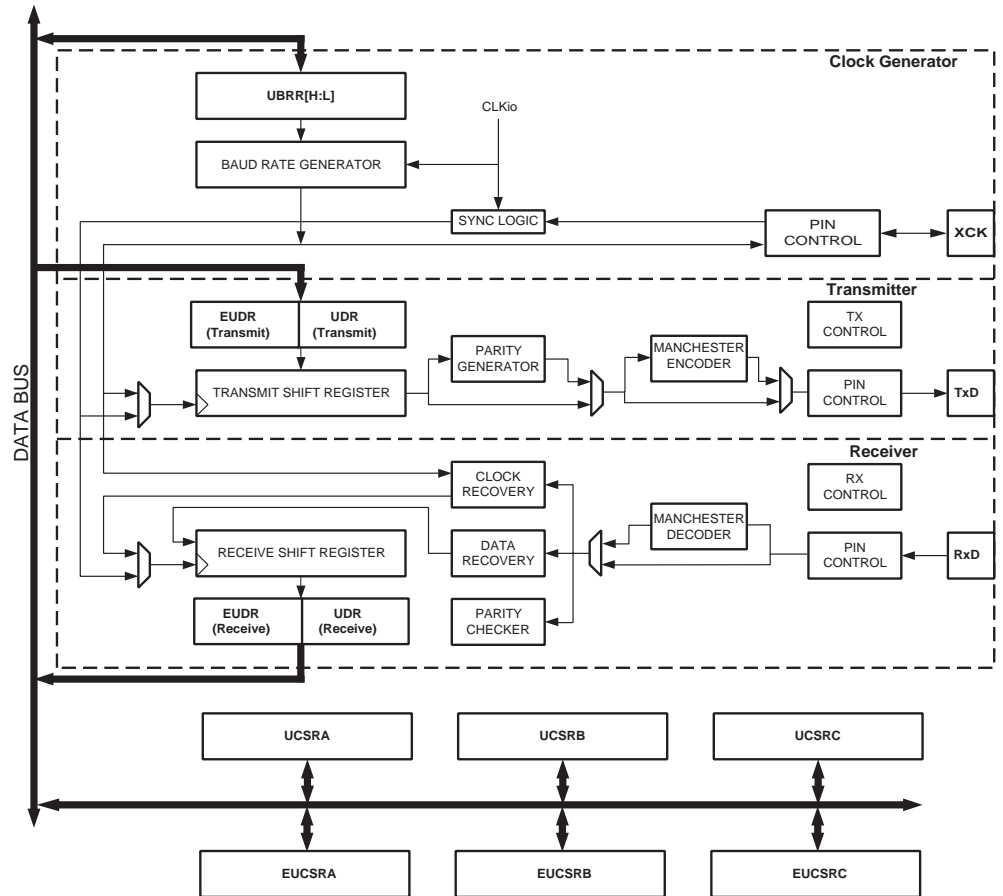 Clock Generator
UBRR[H:L]
CLKio
BAUD RATE GENERATOR
SYNC LOGIC
PIN
CONTROL
XCK
DATA BUS
Transmitter
EUDR
(Transmit)
UDR
(Transmit)
TX
CONTROL
PARITY
GENERATOR
MANCHESTER
ENCODER
TRANSMIT SHIFT REGISTER
PIN
CONTROL
TxD
Receiver
CLOCK
RECOVERY
RX
CONTROL
MANCHESTER
DECODER
RECEIVE SHIFT REGISTER
DATA
RECOVERY
PIN
CONTROL
RxD
EUDR
(Receive)
UDR
(Receive)
PARITY
CHECKER
UCSRA
UCSRB
UCSRC
EUCSRA
EUCSRB
EUCSRC